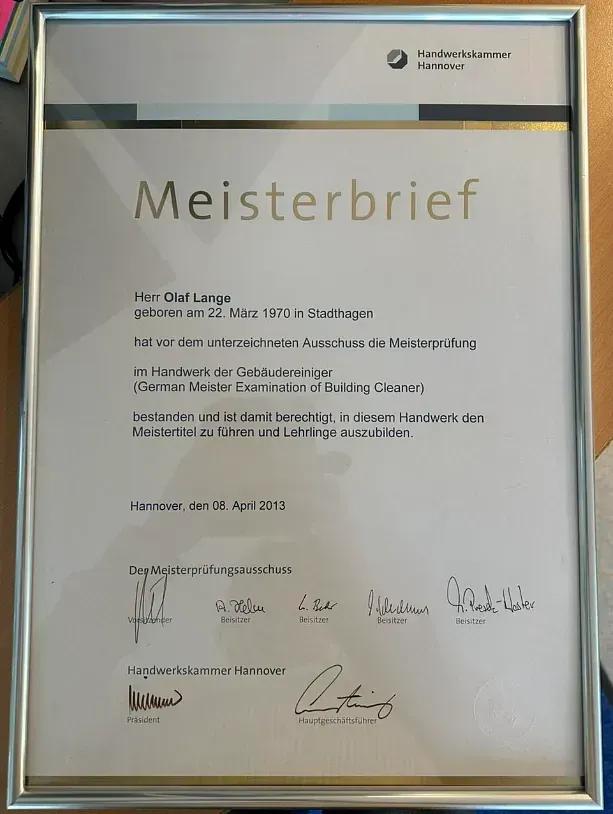 Handwerkskammer
Hannover
Meisterbrief
Herr Olaf Lange
geboren am 22. März 1970 in Stadthagen
hat vor dem unterzeichneten Ausschuss die Meisterprüfung
im Handwerk der Gebäudereiniger
(German Meister Examination of Building Cleaner)
bestanden und ist damit berechtigt, in diesem Handwerk den
Meistertitel zu führen und Lehrlinge auszubilden.
Hannover, den 08. April 2013
Der Meisterprüfungsausschuss
Vorsitzender Beisitzer Beisitzer Beisitzer Beisitzer
Handwerkskammer Hannover
Präsident Hauptgeschäftsführer